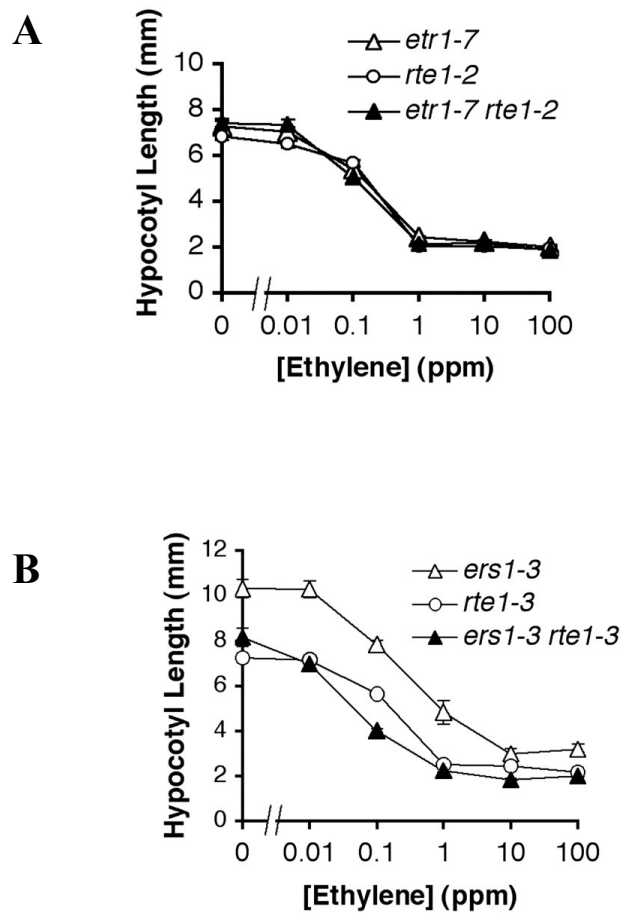 A
etr1-7
rte1-2
etr1-7 rte1-2
Hypocotyl Length (mm)
10
8
6
4
2
0
0 0.01 0.1 1 10 100
[Ethylene] (ppm)
B
ers1-3
rte1-3
ers1-3 rte1-3
Hypocotyl Length (mm)
12
10
8
6
4
2
0
0 0.01 0.1 1 10 100
[Ethylene] (ppm)